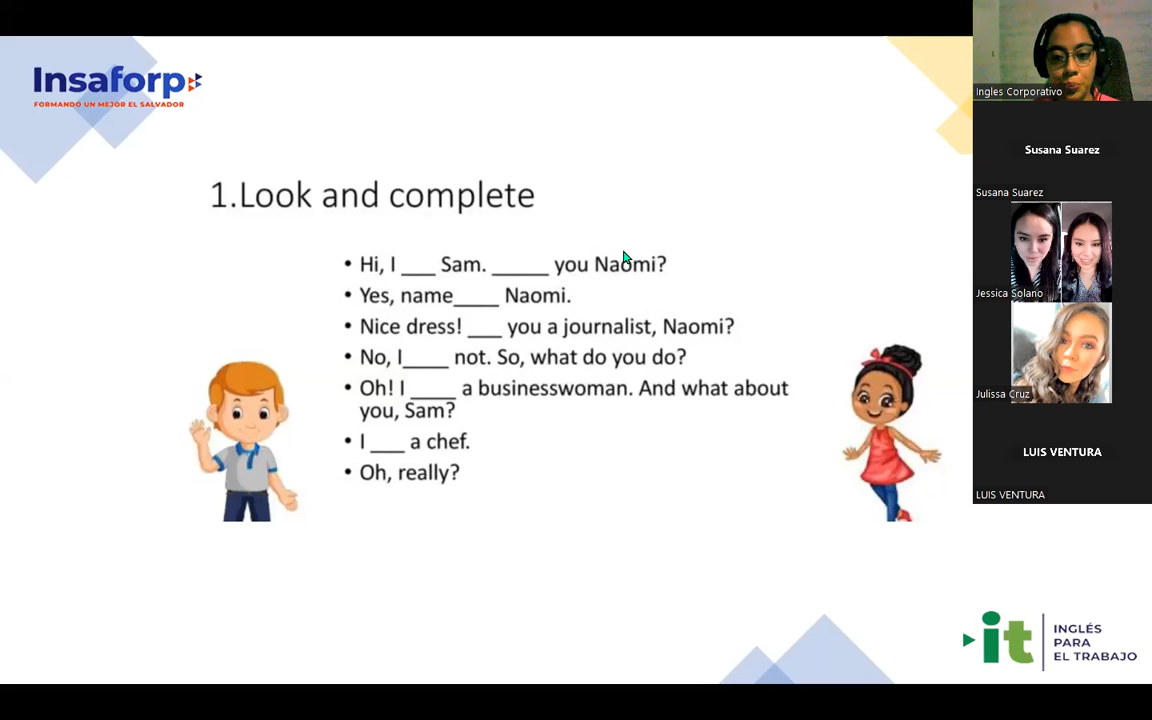 Insaforp
FORMANDO UN MEJOR EL SALVADOR
1.Look and complete
• Hi, I ___ Sam. _____ you Naomi?
• Yes, name____ Naomi.
• Nice dress! ___ you a journalist, Naomi?
• No, I____ not. So, what do you do?
• Oh! I ____ a businesswoman. And what about
you, Sam?
• I ___ a chef.
• Oh, really?
it
INGLÉS
PARA
EL TRABAJO
Ingles Corporativo
Susana Suarez
Susana Suarez
Jessica Solano
Julissa Cruz
LUIS VENTURA
LUIS VENTURA